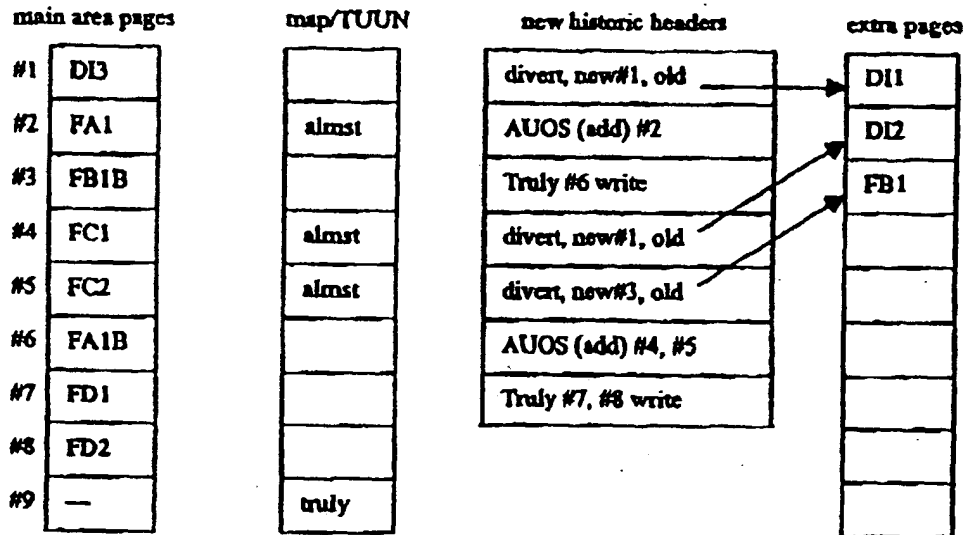 main area pages map/TUUN new historic headers extra pages
#1 DI3 divert, new#1, old DI1
#2 FA1 almst AUOS (add) #2 DI2
#3 FB1B Truly #6 write FB1
#4 FC1 almst divert, new#1, old
#5 FC2 almst divert, new#3, old
#6 FA1B AUOS (add) #4, #5
#7 FD1 Truly #7, #8 write
#8 FD2
#9 — truly